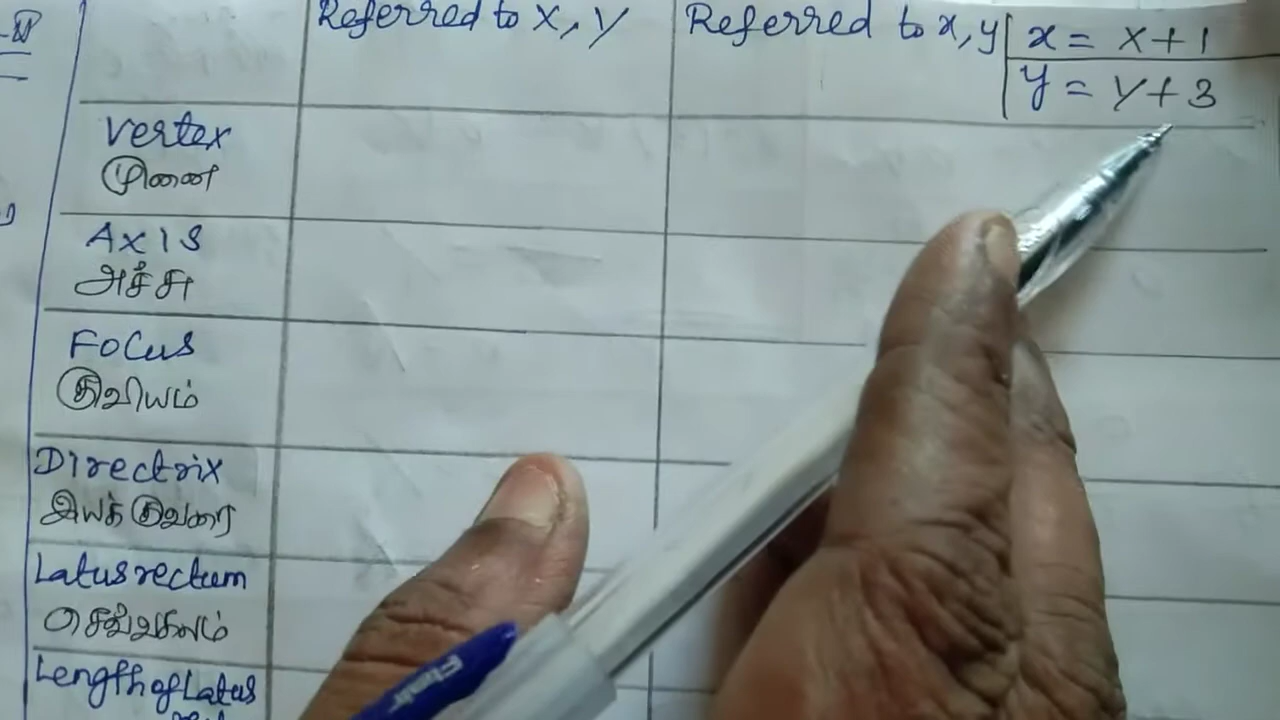 Referred to X, Y
Referred to x, y
x = X + 1
y = Y + 3
Vertex
முனை
Axis
அச்சு
Focus
குவியம்
Directrix
இயக்குவரை
Latus rectum
செவ்வகலம்
Length of Latus